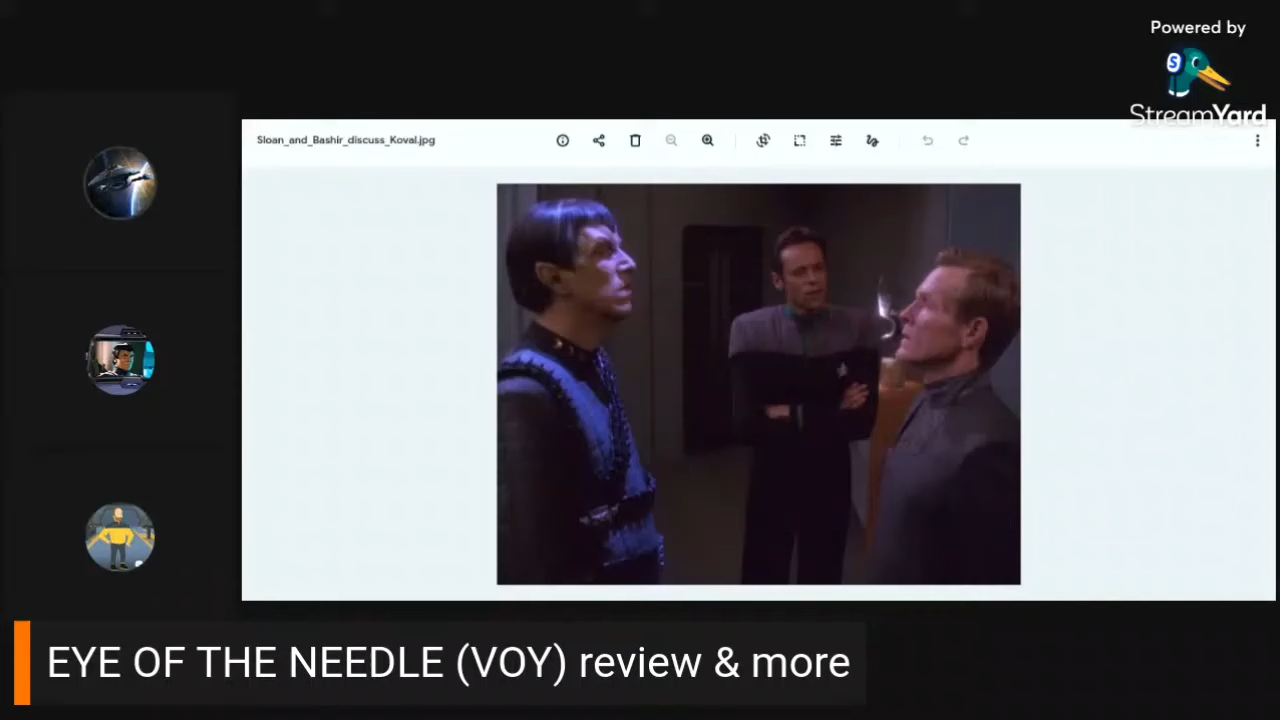 Powered by
StreamYard
Sloan_and_Bashir_discuss_Koval.jpg
EYE OF THE NEEDLE (VOY) review & more